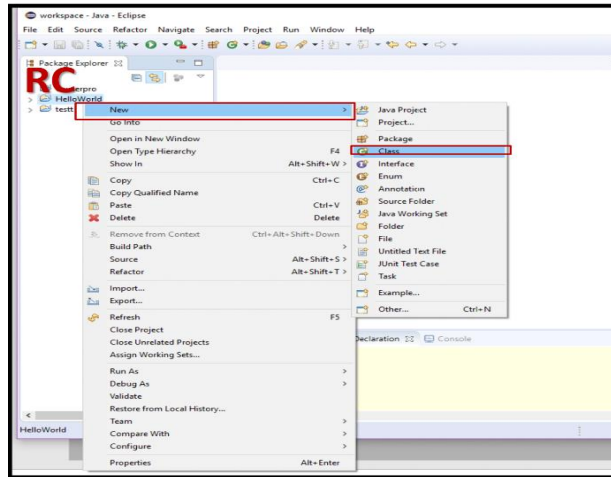 workspace - Java - Eclipse
File Edit Source Refactor Navigate Search Project Run Window Help
Package Explorer
RC
HelloWorld
New
Go Into
Open in New Window
Open Type Hierarchy F4
Show In Alt+Shift+W >
Copy Ctrl+C
Copy Qualified Name
Paste Ctrl+V
Delete Delete
Remove from Context Ctrl+Alt+Shift+Down
Build Path >
Source Alt+Shift+S >
Refactor Alt+Shift+T >
Import...
Export...
Refresh F5
Close Project
Close Unrelated Projects
Assign Working Sets...
Run As >
Debug As >
Validate
Restore from Local History...
Team >
Compare With >
Configure >
Properties Alt+Enter
Java Project
Project...
Package
Class
Interface
Enum
Annotation
Source Folder
Java Working Set
Folder
File
Untitled Text File
JUnit Test Case
Task
Example...
Other... Ctrl+N
Declaration Console
HelloWorld